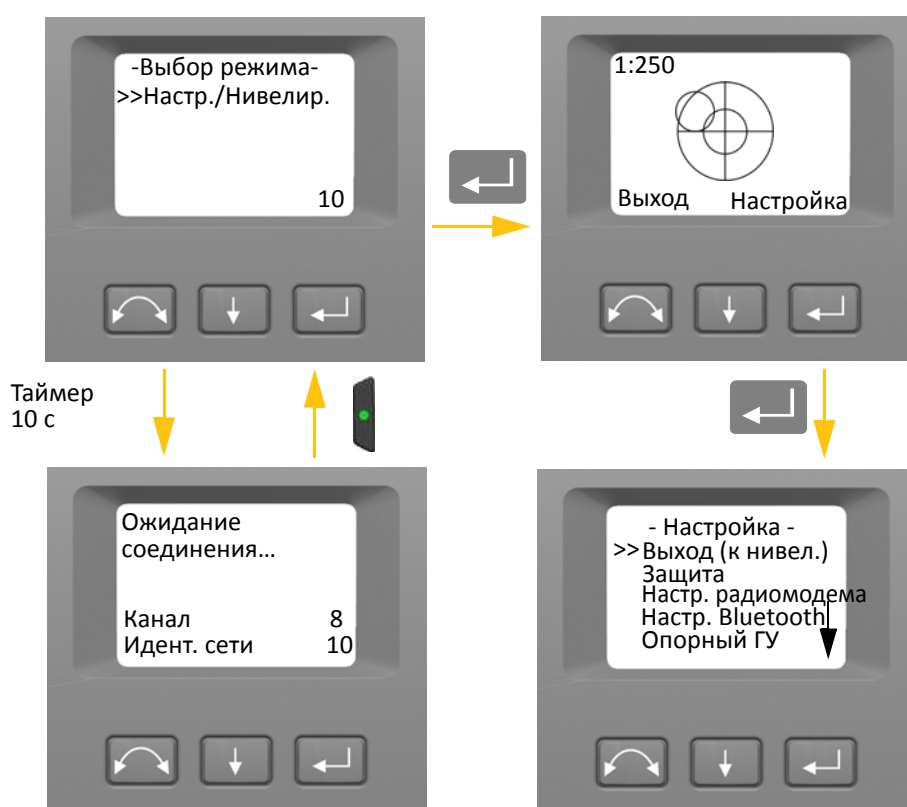 -Выбор режима-
>>Настр./Нивелир.
10
1:250
Выход Настройка
Таймер
10 с
Ожидание
соединения...
Канал 8
Идент. сети 10
- Настройка -
>>Выход (к нивел.)
Защита
Настр. радиомодема
Настр. Bluetooth
Опорный ГУ